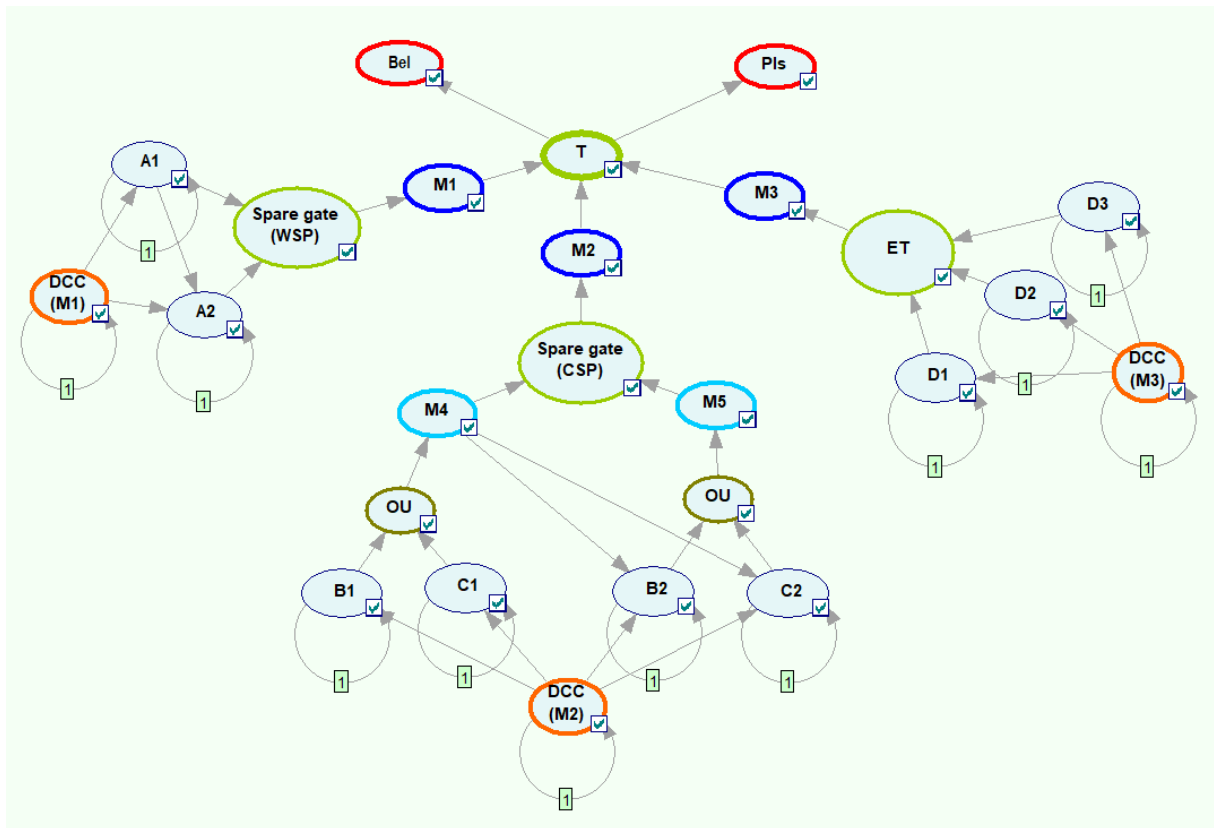 Bel
Pls
T
A1
M1
M3
Spare gate
(WSP)
D3
M2
ET
DCC
(M1)
A2
1
D2
1
Spare gate
(CSP)
DCC
(M3)
D1
1
1
1
M4
M5
1
1
OU
OU
B1
C1
B2
C2
1
1
1
1
DCC
(M2)
1